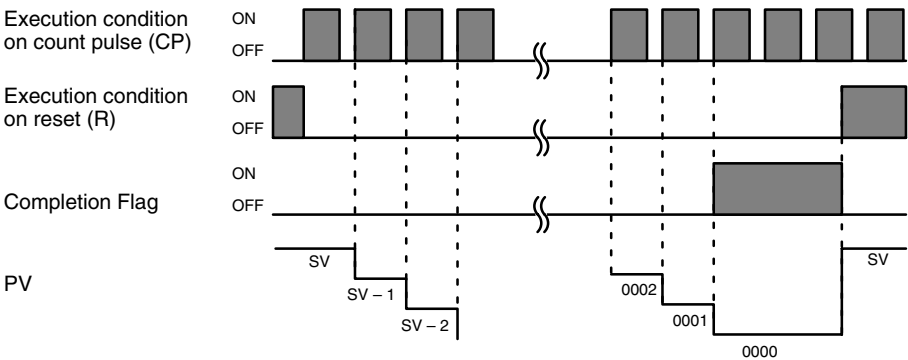 Execution condition
on count pulse (CP)
ON
OFF
Execution condition
on reset (R)
ON
OFF
Completion Flag
ON
OFF
PV
SV
SV – 1
SV – 2
0002
0001
0000
SV